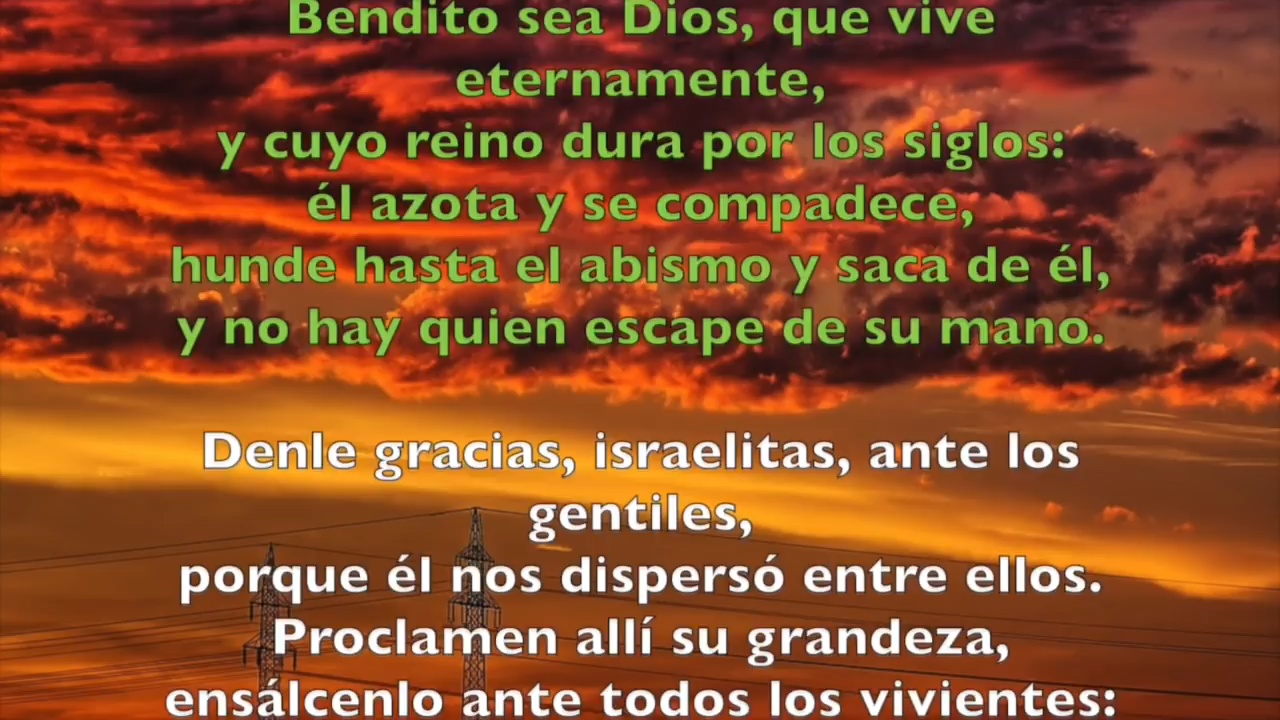 Bendito sea Dios, que vive
eternamente,
y cuyo reino dura por los siglos:
él azota y se compadece,
hunde hasta el abismo y saca de él,
y no hay quien escape de su mano.
Denle gracias, israelitas, ante los
gentiles,
porque él nos dispersó entre ellos.
Proclamen allí su grandeza,
ensálcenlo ante todos los vivientes: